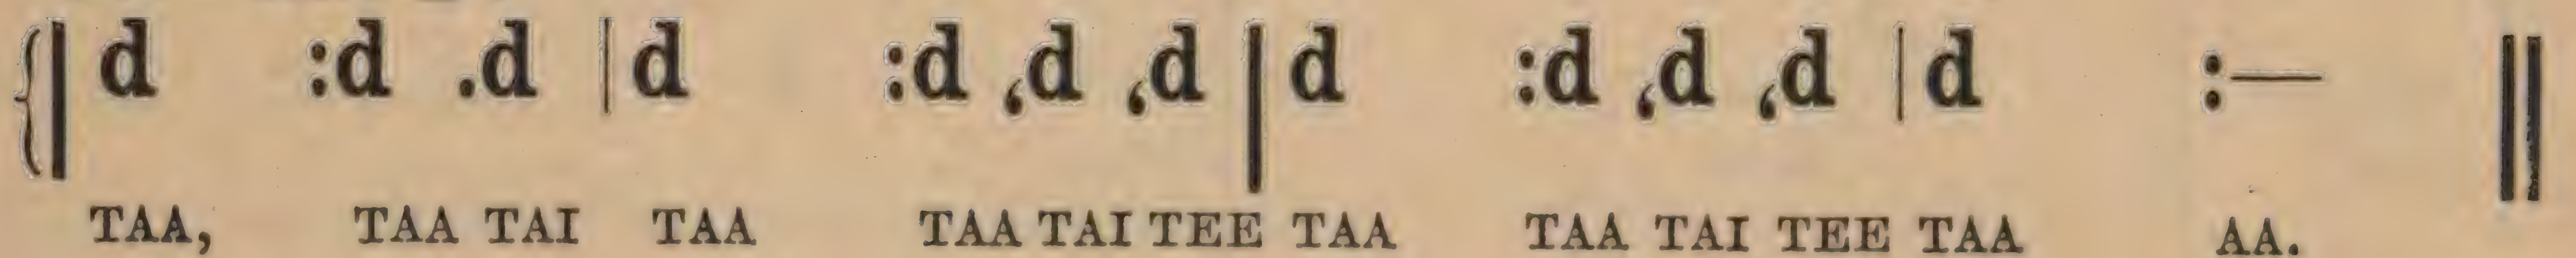 {| d :d .d | d :d ,d ,d | d :d ,d ,d | d :— ||
TAA, TAA TAI TAA TAA TAI TEE TAA TAA TAI TEE TAA AA.